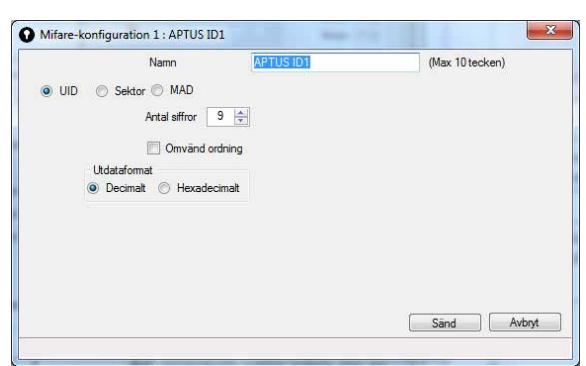 Mifare-konfiguration 1 : APTUS ID1
Namn APTUS ID1 (Max 10 tecken)
UID Sektor MAD
Antal siffror 9
Omvänd ordning
Utdataformat
Decimalt Hexadecimalt
Sänd Avbryt